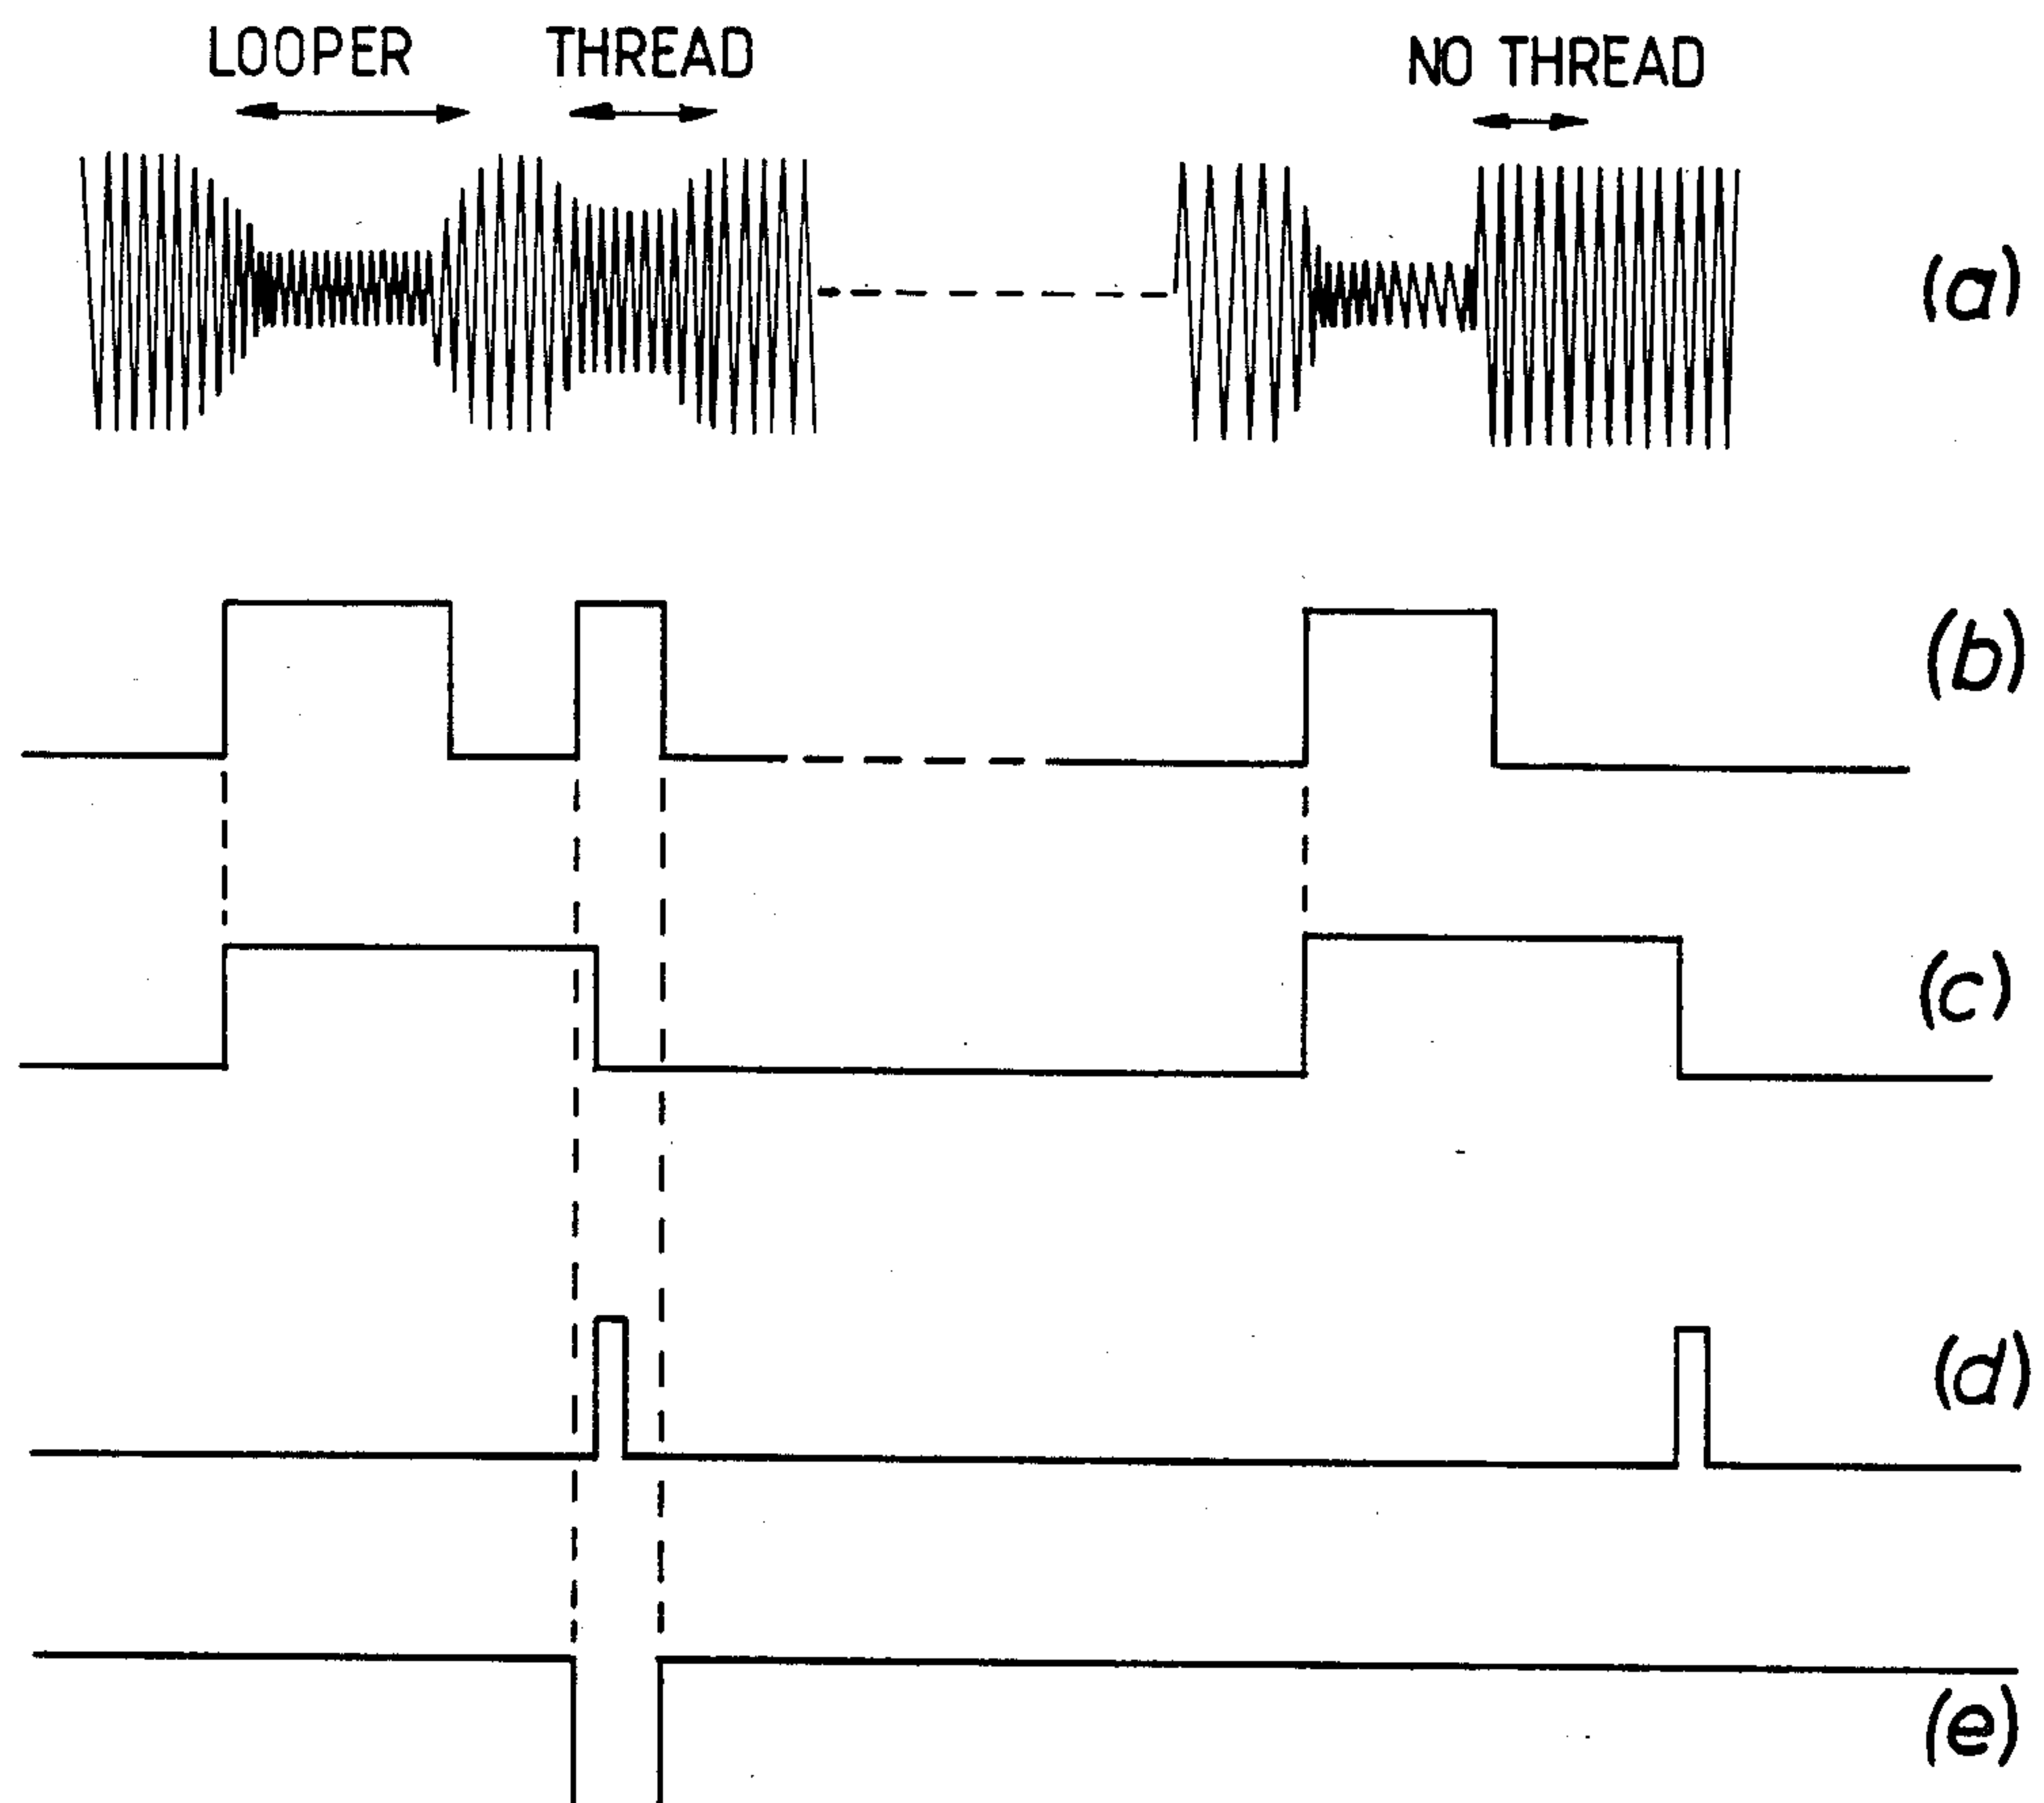 LOOPER THREAD NO THREAD
(a)
(b)
(c)
(d)
(e)